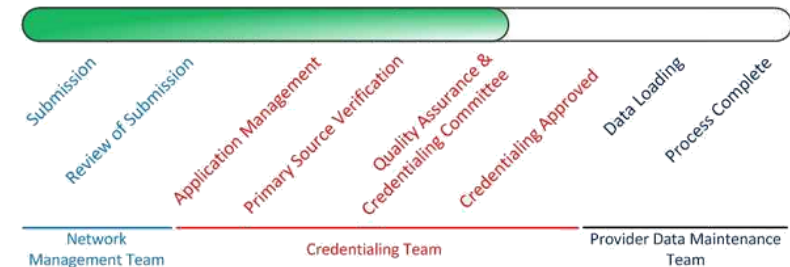 Submission
Review of Submission
Application Management
Primary Source Verification
Quality Assurance &
Credentialing Committee
Credentialing Approved
Data Loading
Process Complete
Network
Management Team
Credentialing Team
Provider Data Maintenance
Team